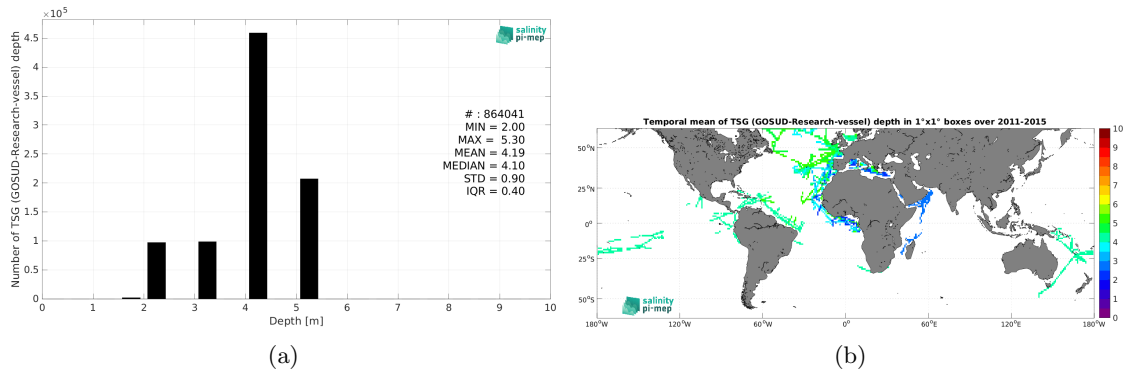 ×10⁵
4.5
4
3.5
3
2.5
2
1.5
1
0.5
0
Number of TSG (GOSUD-Research-vessel) depth
0 1 2 3 4 5 6 7 8 9 10
Depth [m]
salinity
pi-mep
# : 864041
MIN = 2.00
MAX = 5.30
MEAN = 4.19
MEDIAN = 4.10
STD = 0.90
IQR = 0.40
(a)
Temporal mean of TSG (GOSUD-Research-vessel) depth in 1°x1° boxes over 2011-2015
50°N
25°N
0°
25°S
50°S
180°W 120°W 60°W 0° 60°E 120°E 180°E
salinity
pi-mep
10
9
8
7
6
5
4
3
2
1
0
(b)